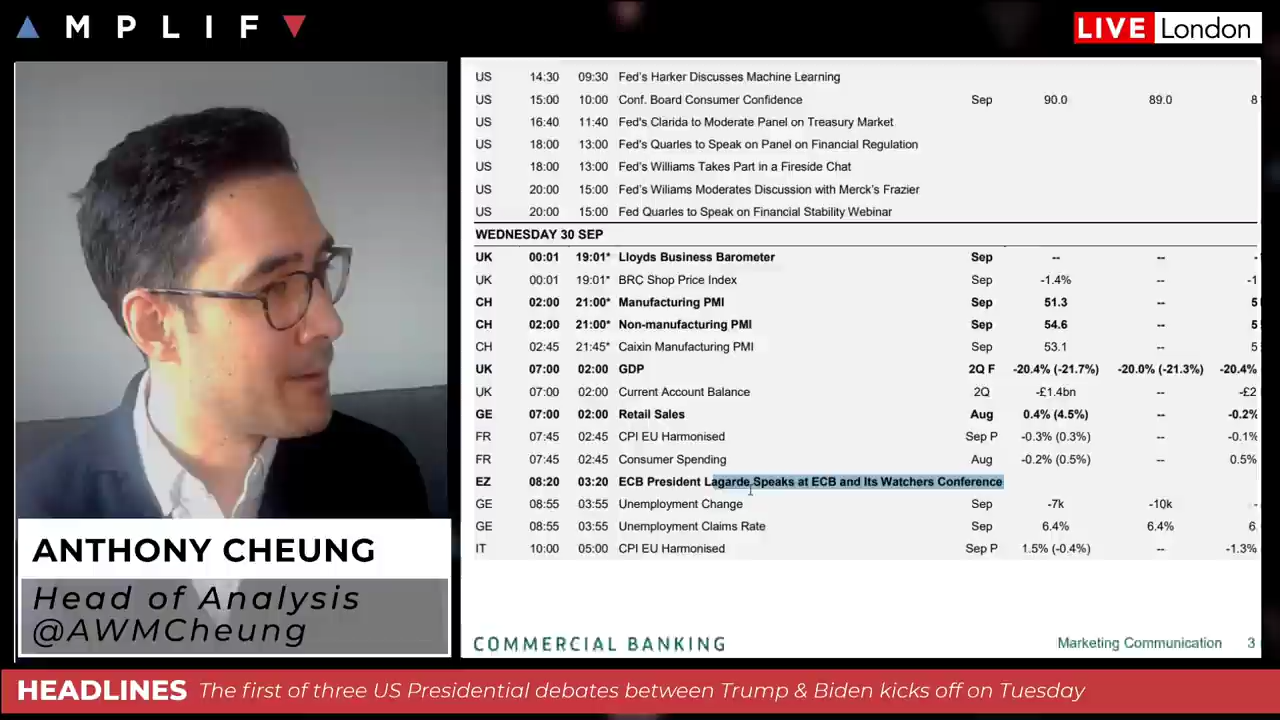 AMPLIFY
LIVE London
US 14:30 09:30 Fed's Harker Discusses Machine Learning
US 15:00 10:00 Conf. Board Consumer Confidence Sep 90.0 89.0 8
US 16:40 11:40 Fed's Clarida to Moderate Panel on Treasury Market
US 18:00 13:00 Fed's Quarles to Speak on Panel on Financial Regulation
US 18:00 13:00 Fed's Williams Takes Part in a Fireside Chat
US 20:00 15:00 Fed's Wiliams Moderates Discussion with Merck's Frazier
US 20:00 15:00 Fed Quarles to Speak on Financial Stability Webinar
WEDNESDAY 30 SEP
UK 00:01 19:01* Lloyds Business Barometer Sep -- -- -
UK 00:01 19:01* BRC Shop Price Index Sep -1.4% -- -1
CH 02:00 21:00* Manufacturing PMI Sep 51.3 -- 5
CH 02:00 21:00* Non-manufacturing PMI Sep 54.6 -- 5
CH 02:45 21:45* Caixin Manufacturing PMI Sep 53.1 -- 5
UK 07:00 02:00 GDP 2Q F -20.4% (-21.7%) -20.0% (-21.3%) -20.4%
UK 07:00 02:00 Current Account Balance 2Q -£1.4bn -- -£2
GE 07:00 02:00 Retail Sales Aug 0.4% (4.5%) -- -0.2%
FR 07:45 02:45 CPI EU Harmonised Sep P -0.3% (0.3%) -- -0.1%
FR 07:45 02:45 Consumer Spending Aug -0.2% (0.5%) -- 0.5%
EZ 08:20 03:20 ECB President Lagarde Speaks at ECB and Its Watchers Conference
GE 08:55 03:55 Unemployment Change Sep -7k -10k -
GE 08:55 03:55 Unemployment Claims Rate Sep 6.4% 6.4% 6
IT 10:00 05:00 CPI EU Harmonised Sep P 1.5% (-0.4%) -- -1.3%
COMMERCIAL BANKING
Marketing Communication 3
ANTHONY CHEUNG
Head of Analysis
@AWMCheung
HEADLINES The first of three US Presidential debates between Trump & Biden kicks off on Tuesday